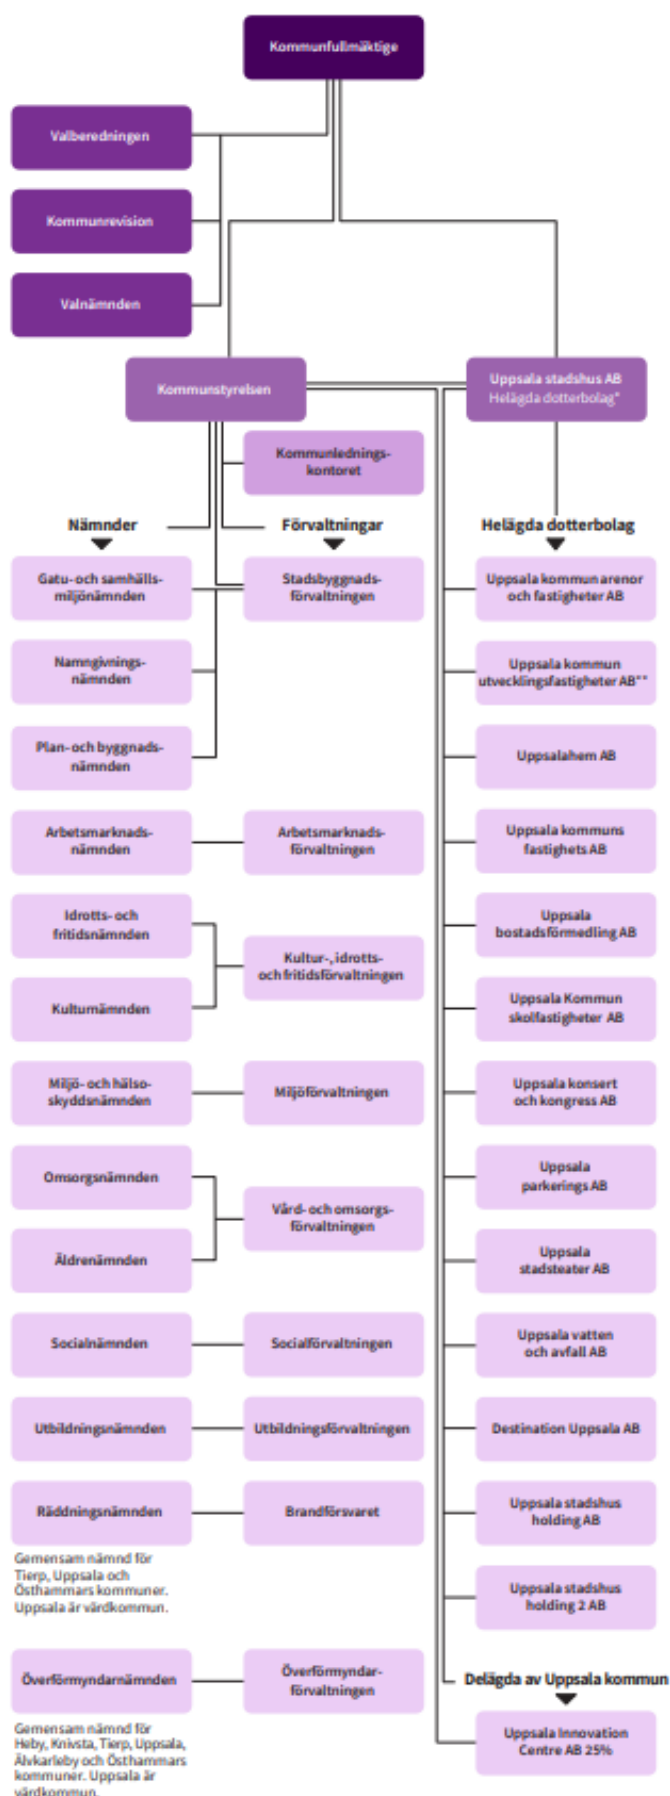 Kommunfullmäktige
Valberedningen
Kommunrevision
Valnämnden
Kommunstyrelsen
Uppsala stadshus AB
Helägda dotterbolag*
Kommunlednings-
kontoret
Nämnder
Förvaltningar
Helägda dotterbolag
Gatu- och samhälls-
miljönämnden
Stadsbyggnads-
förvaltningen
Uppsala kommun arenor
och fastigheter AB
Namngivnings-
nämnden
Uppsala kommun
utvecklingsfastigheter AB**
Plan- och byggnads-
nämnden
Uppsalahem AB
Arbetsmarknads-
nämnden
Arbetsmarknads-
förvaltningen
Uppsala kommuns
fastighets AB
Idrotts- och
fritidsnämnden
Kultur-, idrotts-
och fritidsförvaltningen
Uppsala
bostadsförmedling AB
Kulturnämnden
Uppsala Kommun
skolfastigheter AB
Miljö- och hälso-
skyddsnämnden
Miljöförvaltningen
Uppsala konsert
och kongress AB
Omsorgsnämnden
Vård- och omsorgs-
förvaltningen
Uppsala
parkerings AB
Äldrenämnden
Uppsala
stadsteater AB
Socialnämnden
Socialförvaltningen
Uppsala vatten
och avfall AB
Utbildningsnämnden
Utbildningsförvaltningen
Destination Uppsala AB
Räddningsnämnden
Brandförsvaret
Uppsala stadshus
holding AB
Gemensam nämnd för
Tierp, Uppsala och
Östhammars kommuner.
Uppsala är värdkommun.
Uppsala stadshus
holding 2 AB
Överförmyndarnämnden
Överförmyndar-
förvaltningen
Delägda av Uppsala kommun
Gemensam nämnd för
Heby, Knivsta, Tierp, Uppsala,
Älvkarleby och Östhammars
kommuner. Uppsala är
värdkommun.
Uppsala Innovation
Centre AB 25%